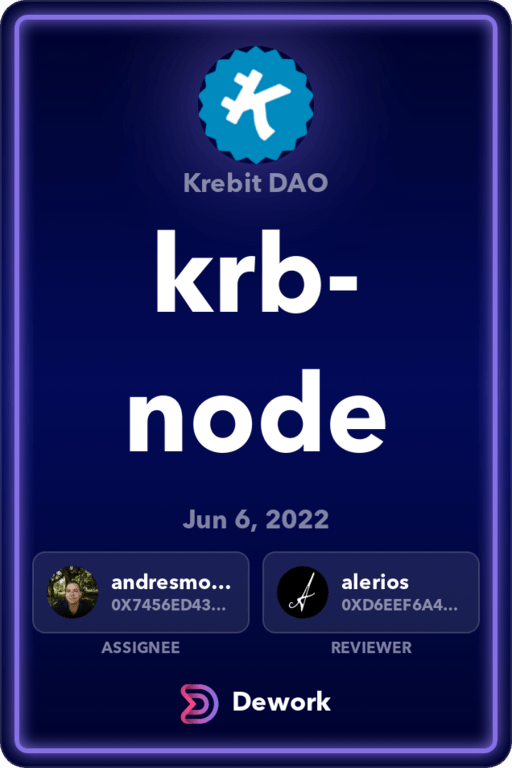 Krebit DAO
krb-
node
Jun 6, 2022
andresmo...
0X7456ED43...
alerios
0XD6EEF6A4...
ASSIGNEE
REVIEWER
Dework